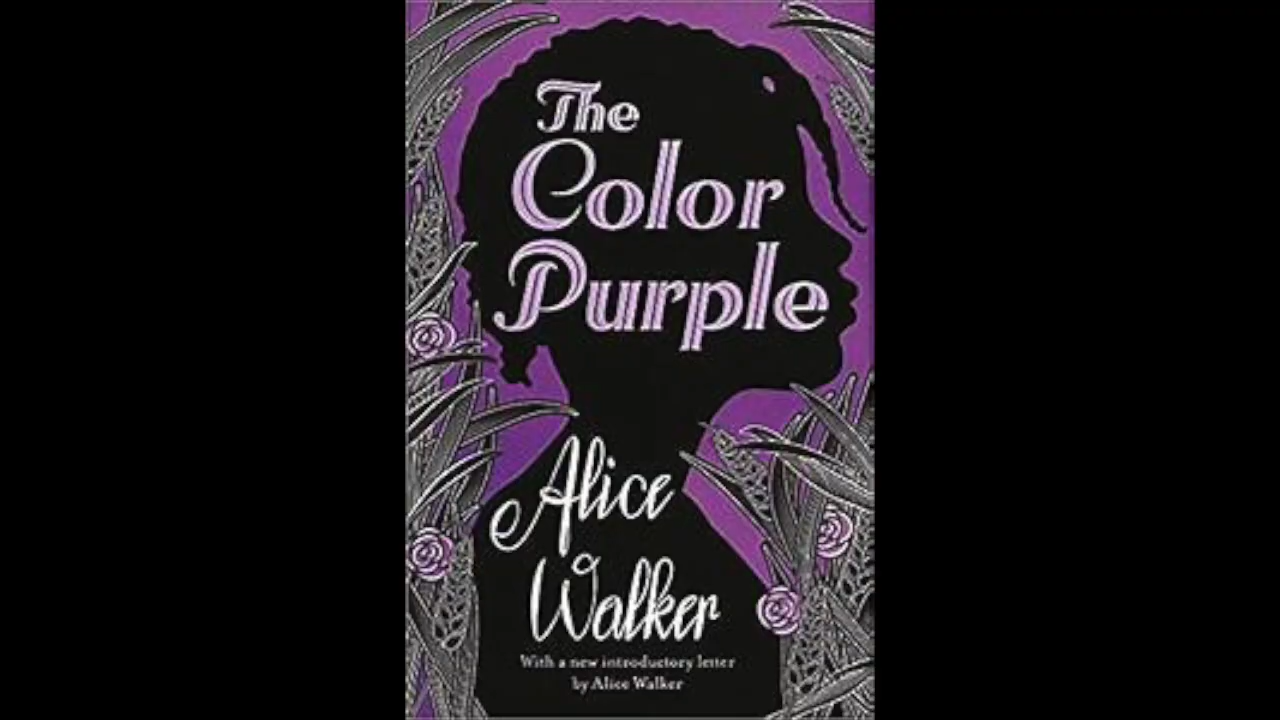 The
Color
Purple
Alice
Walker
With a new introductory letter
by Alice Walker